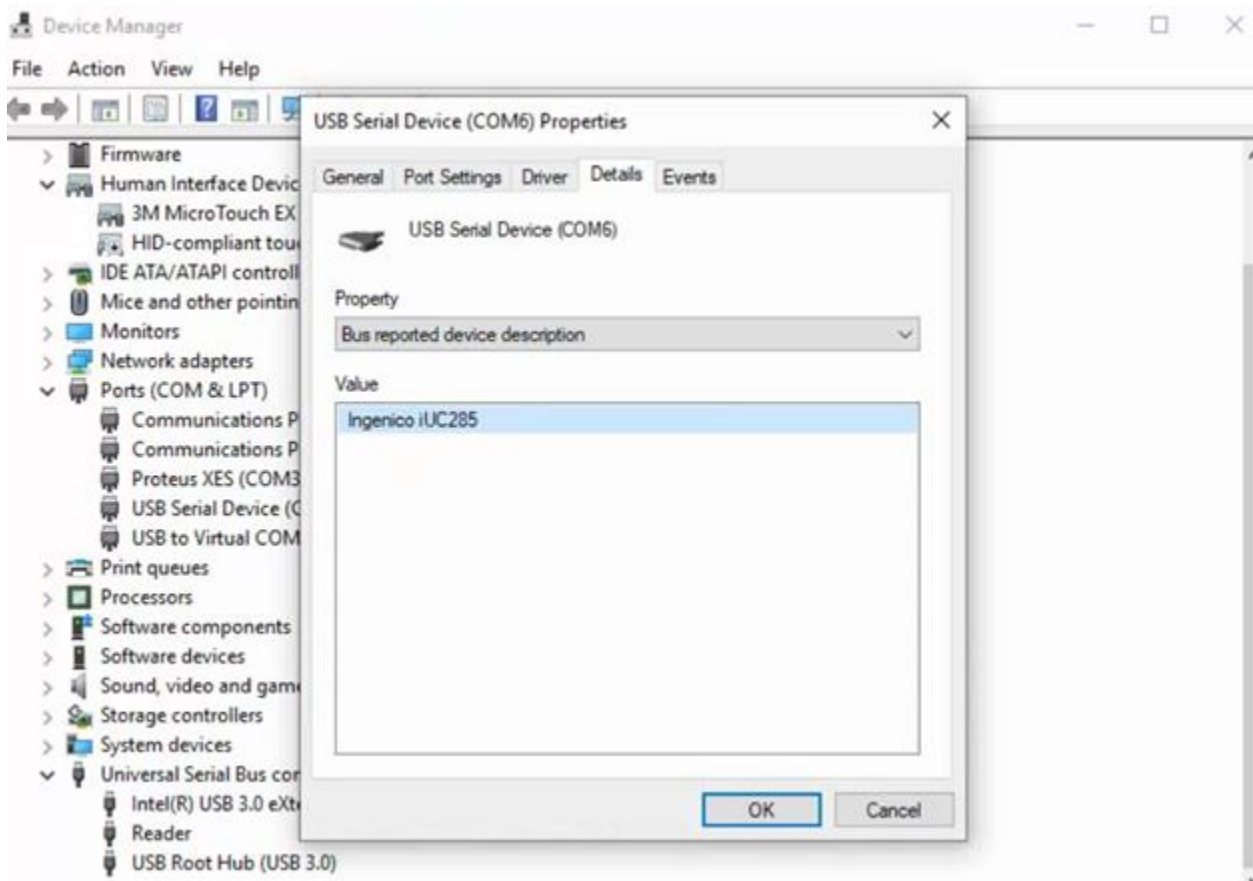 Device Manager
File Action View Help
Firmware
Human Interface Devic
3M MicroTouch EX
HID-compliant tou
IDE ATA/ATAPI controll
Mice and other pointin
Monitors
Network adapters
Ports (COM & LPT)
Communications P
Communications P
Proteus XES (COM3
USB Serial Device (C
USB to Virtual COM
Print queues
Processors
Software components
Software devices
Sound, video and game
Storage controllers
System devices
Universal Serial Bus con
Intel(R) USB 3.0 eXte
Reader
USB Root Hub (USB 3.0)
USB Serial Device (COM6) Properties
General Port Settings Driver Details Events
USB Serial Device (COM6)
Property
Bus reported device description
Value
Ingenico iUC285
OK Cancel